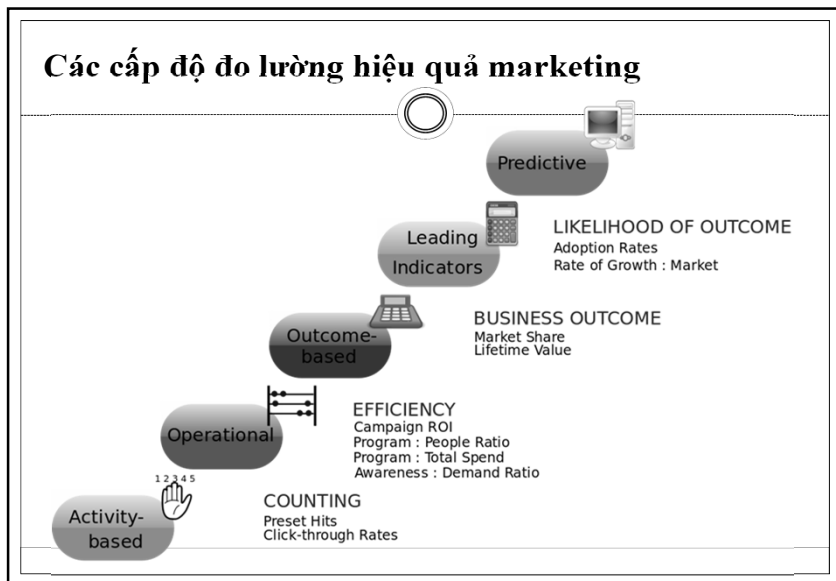 Các cấp độ đo lường hiệu quả marketing
Predictive
Leading
Indicators
LIKELIHOOD OF OUTCOME
Adoption Rates
Rate of Growth : Market
Outcome-
based
BUSINESS OUTCOME
Market Share
Lifetime Value
Operational
EFFICIENCY
Campaign ROI
Program : People Ratio
Program : Total Spend
Awareness : Demand Ratio
1 2 3 4 5
Activity-
based
COUNTING
Preset Hits
Click-through Rates